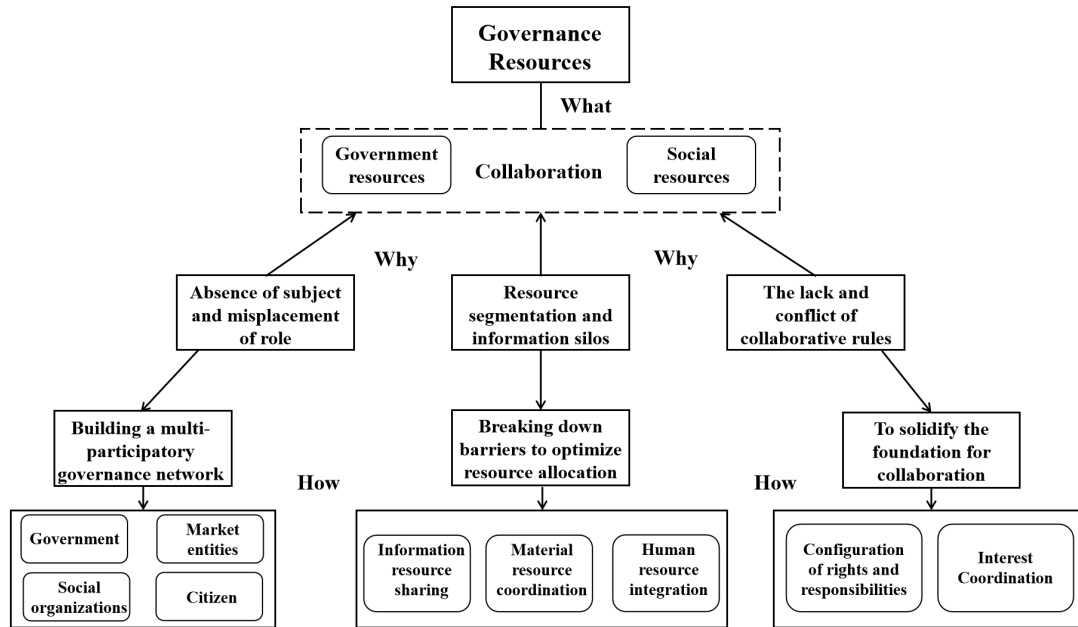 Governance
Resources
What
Government
resources
Collaboration
Social
resources
Why
Why
Absence of subject
and misplacement
of role
Resource
segmentation and
information silos
The lack and
conflict of
collaborative rules
Building a multi-
participatory
governance network
Breaking down
barriers to optimize
resource allocation
To solidify the
foundation for
collaboration
How
How
Government
Market
entities
Social
organizations
Citizen
Information
resource
sharing
Material
resource
coordination
Human
resource
integration
Configuration
of rights and
responsibilities
Interest
Coordination